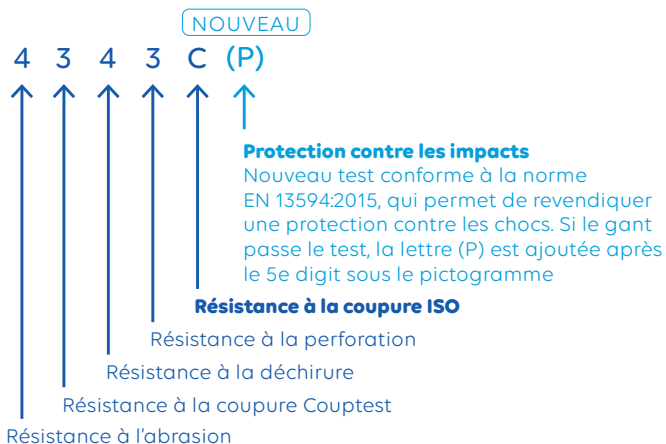 NOUVEAU
4 3 4 3 C (P)
Protection contre les impacts
Nouveau test conforme à la norme
EN 13594:2015, qui permet de revendiquer
une protection contre les chocs. Si le gant
passe le test, la lettre (P) est ajoutée après
le 5e digit sous le pictogramme
Résistance à la coupure ISO
Résistance à la perforation
Résistance à la déchirure
Résistance à la coupure Couptest
Résistance à l'abrasion